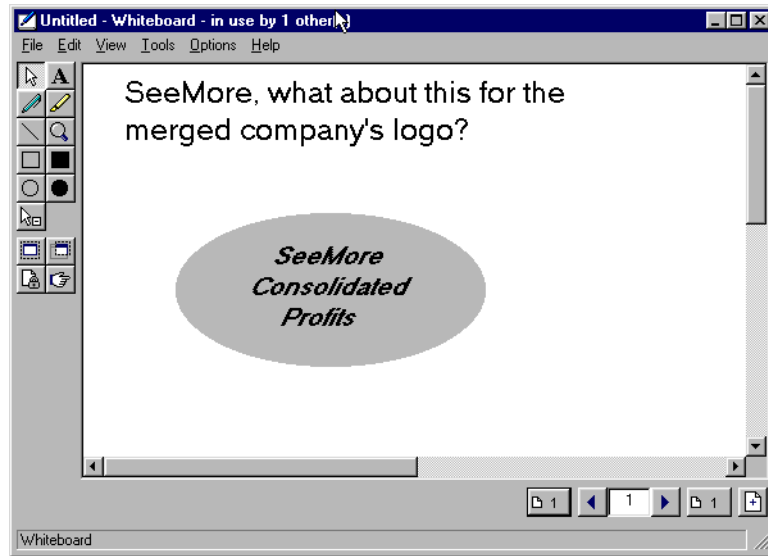 Untitled - Whiteboard - in use by 1 other(s)
File Edit View Tools Options Help
A
SeeMore, what about this for the
merged company's logo?
SeeMore
Consolidated
Profits
1 1 1
Whiteboard